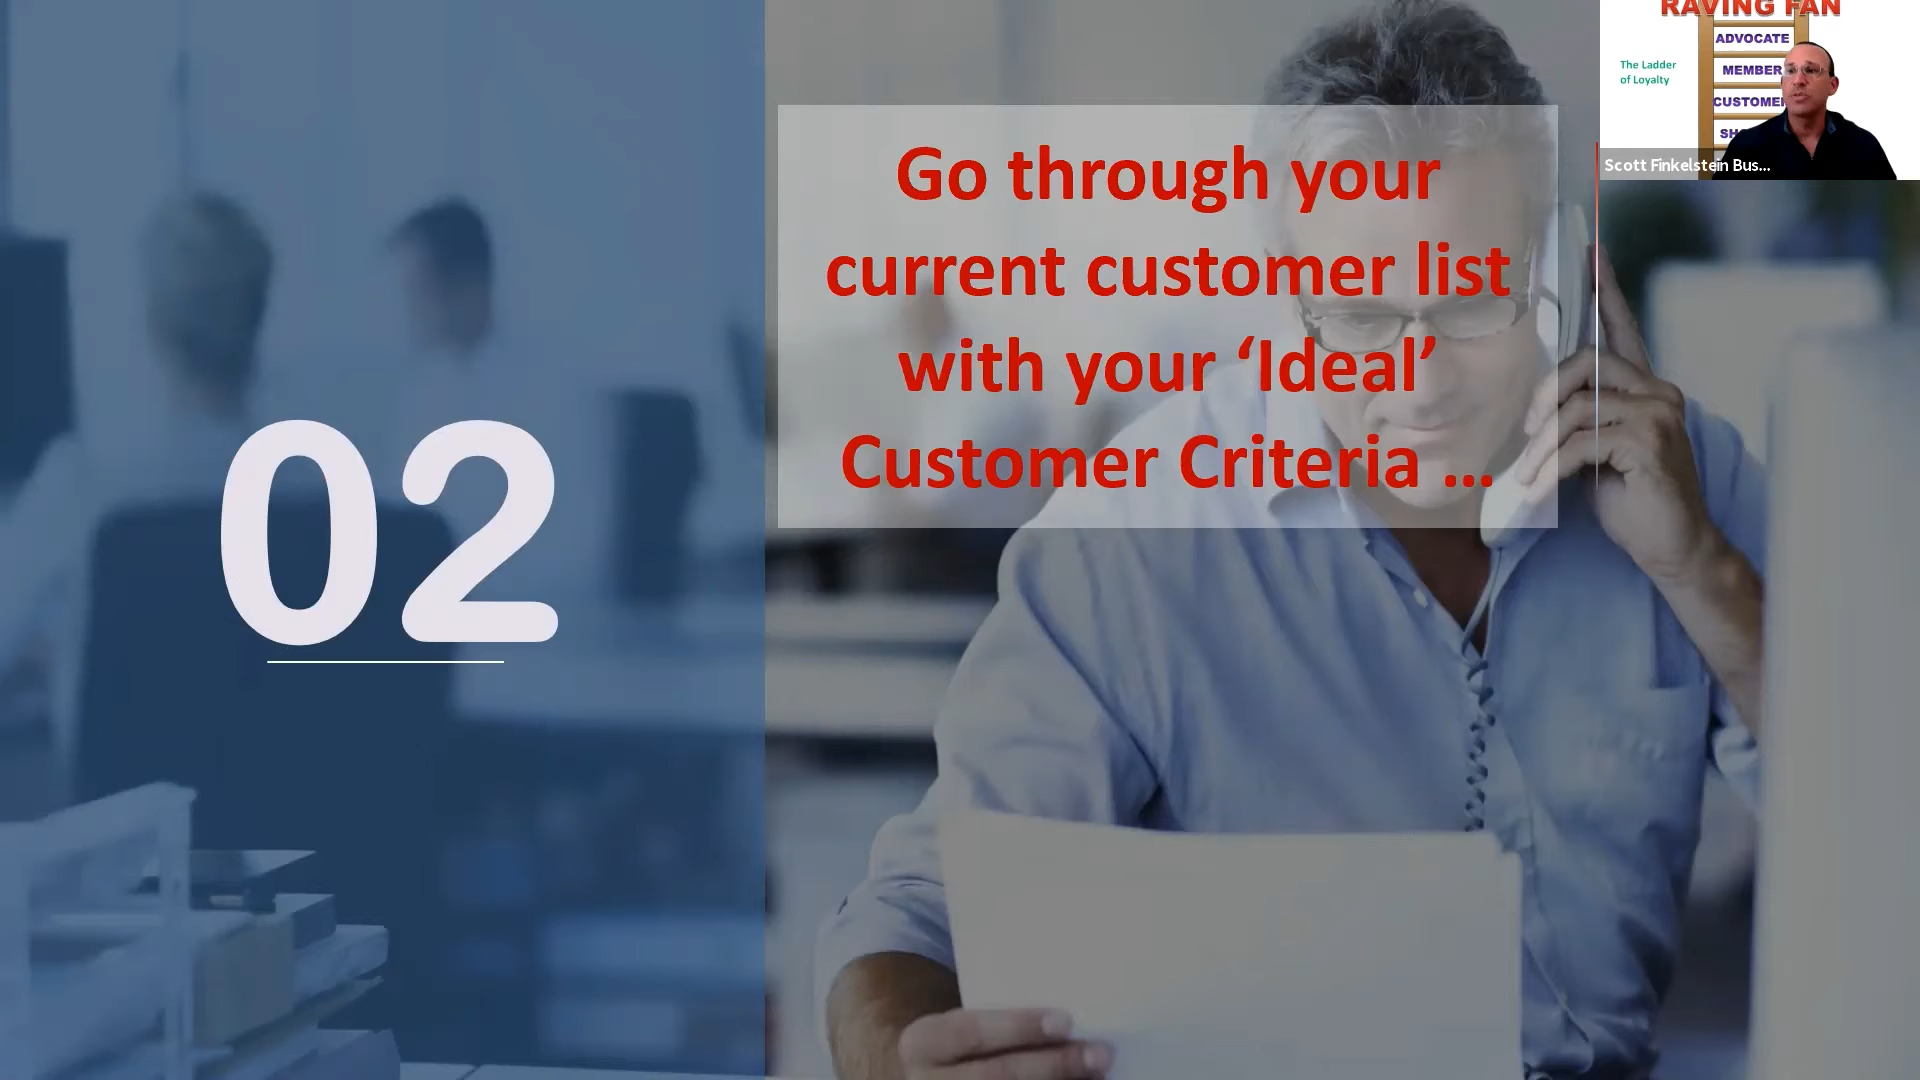 02
Go through your
current customer list
with your ‘Ideal’
Customer Criteria ...
RAVING FAN
ADVOCATE
MEMBER
The Ladder
of Loyalty
Scott Finkelstein Bus...